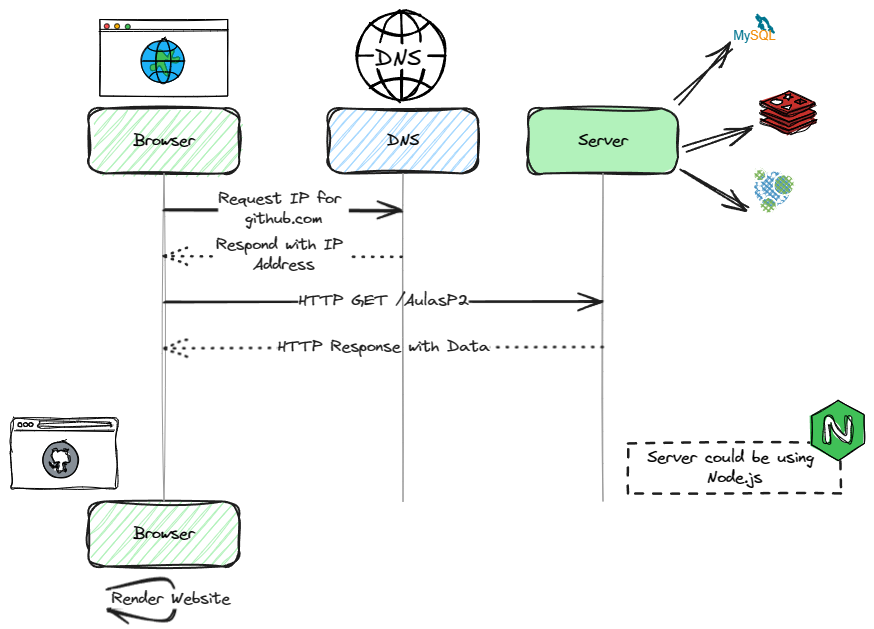 DNS
MySQL
Browser
DNS
Server
Request IP for
github.com
Respond with IP
Address
HTTP GET /AulasP2
HTTP Response with Data
N
Server could be using
Node.js
Browser
Render Website